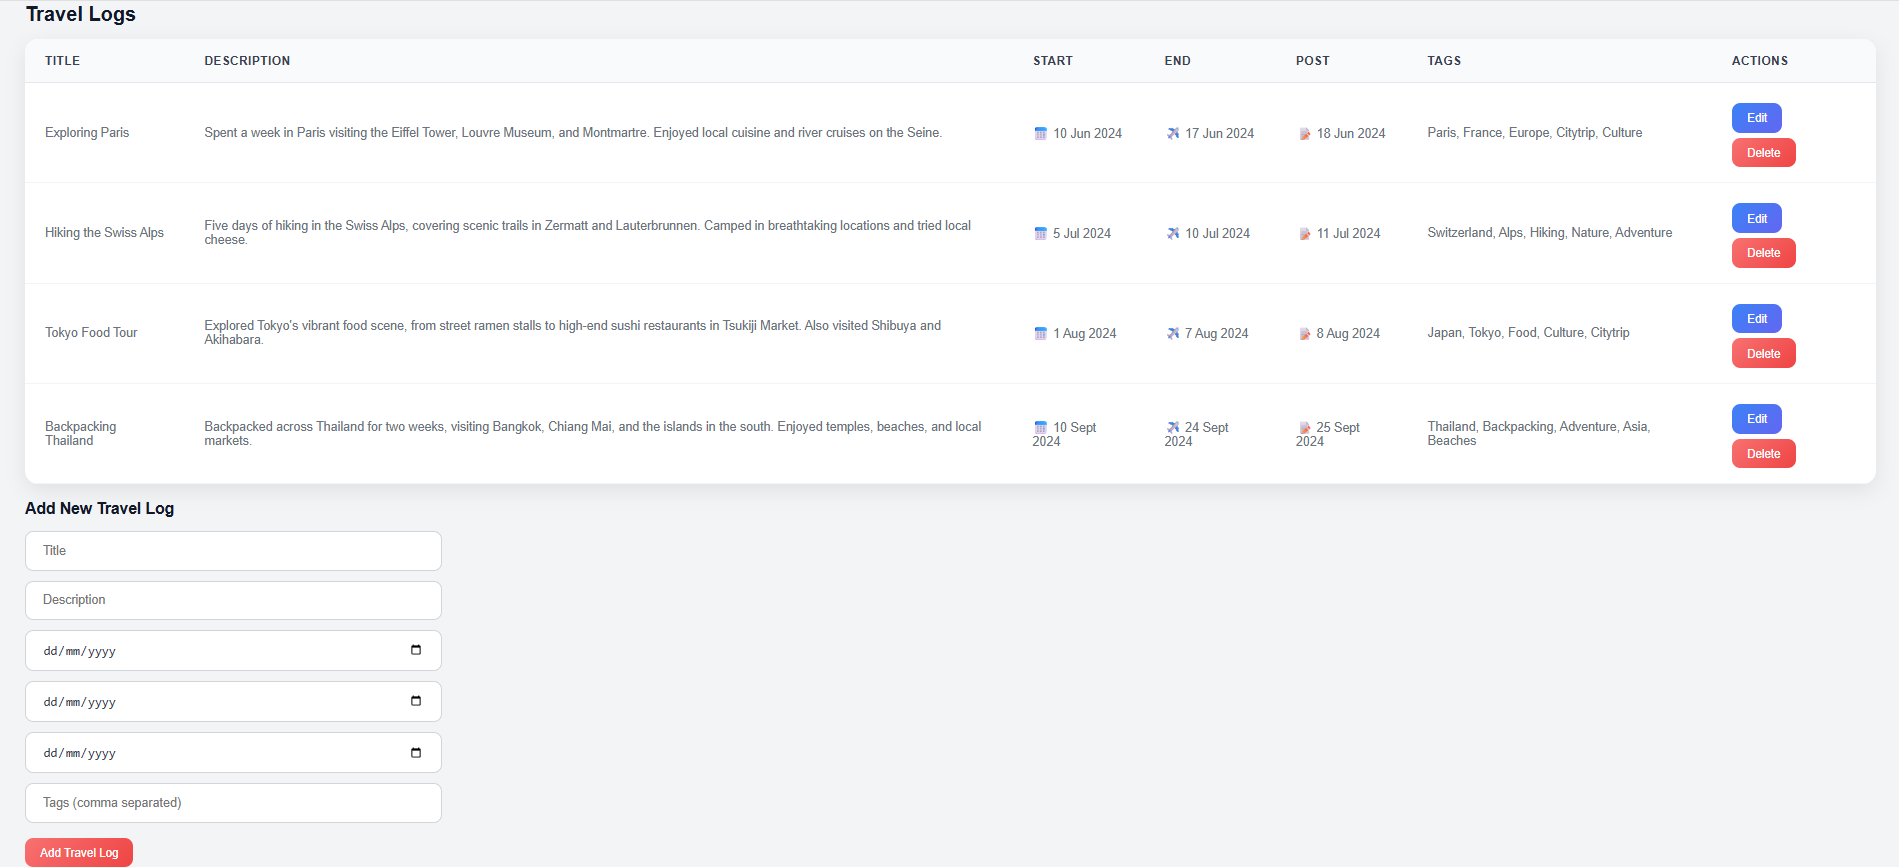 Travel Logs
TITLE DESCRIPTION START END POST TAGS ACTIONS
Exploring Paris Spent a week in Paris visiting the Eiffel Tower, Louvre Museum, and Montmartre. Enjoyed local cuisine and river cruises on the Seine. 10 Jun 2024 17 Jun 2024 18 Jun 2024 Paris, France, Europe, Citytrip, Culture
Edit
Delete
Hiking the Swiss Alps
Five days of hiking in the Swiss Alps, covering scenic trails in Zermatt and Lauterbrunnen. Camped in breathtaking locations and tried local
cheese.
5 Jul 2024 10 Jul 2024 11 Jul 2024 Switzerland, Alps, Hiking, Nature, Adventure
Edit
Delete
Tokyo Food Tour
Explored Tokyo's vibrant food scene, from street ramen stalls to high-end sushi restaurants in Tsukiji Market. Also visited Shibuya and
Akihabara.
1 Aug 2024 7 Aug 2024 8 Aug 2024 Japan, Tokyo, Food, Culture, Citytrip
Edit
Delete
Backpacking
Thailand
Backpacked across Thailand for two weeks, visiting Bangkok, Chiang Mai, and the islands in the south. Enjoyed temples, beaches, and local
markets.
10 Sept
2024
24 Sept
2024
25 Sept
2024
Thailand, Backpacking, Adventure, Asia,
Beaches
Edit
Delete
Add New Travel Log
Title
Description
dd/mm/yyyy
dd/mm/yyyy
dd/mm/yyyy
Tags (comma separated)
Add Travel Log